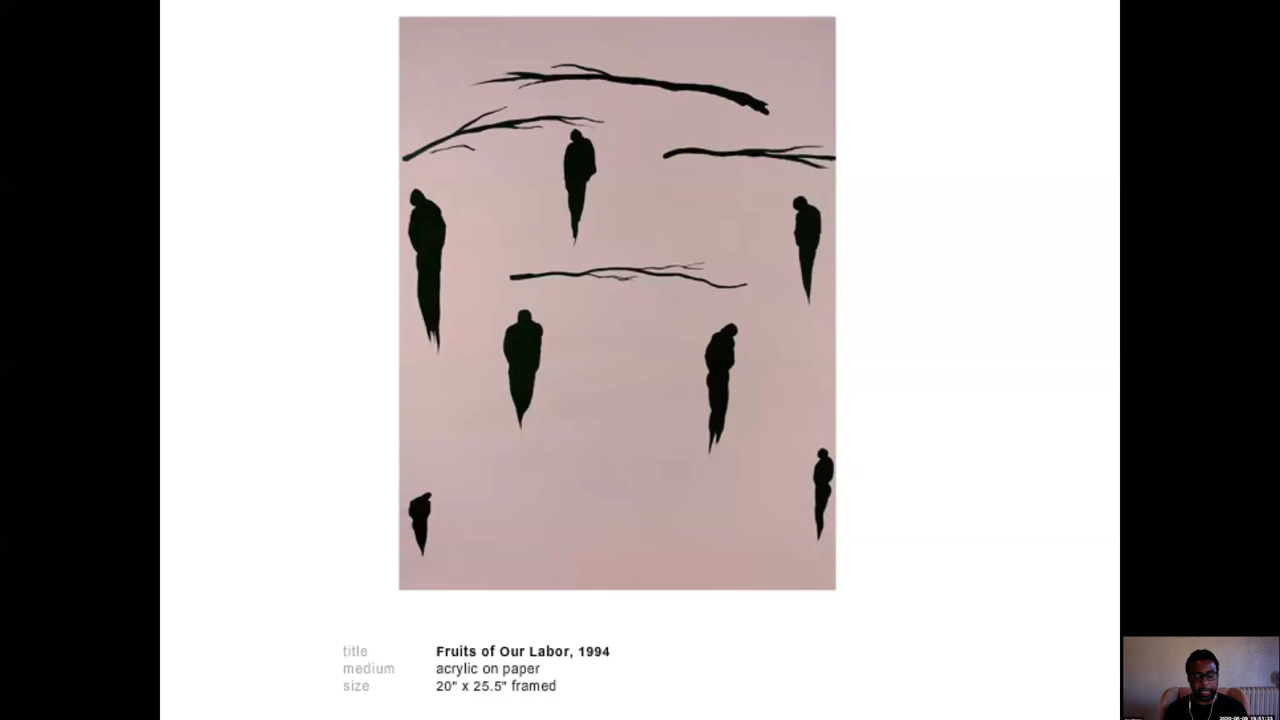 title Fruits of Our Labor, 1994
medium acrylic on paper
size 20" x 25.5" framed